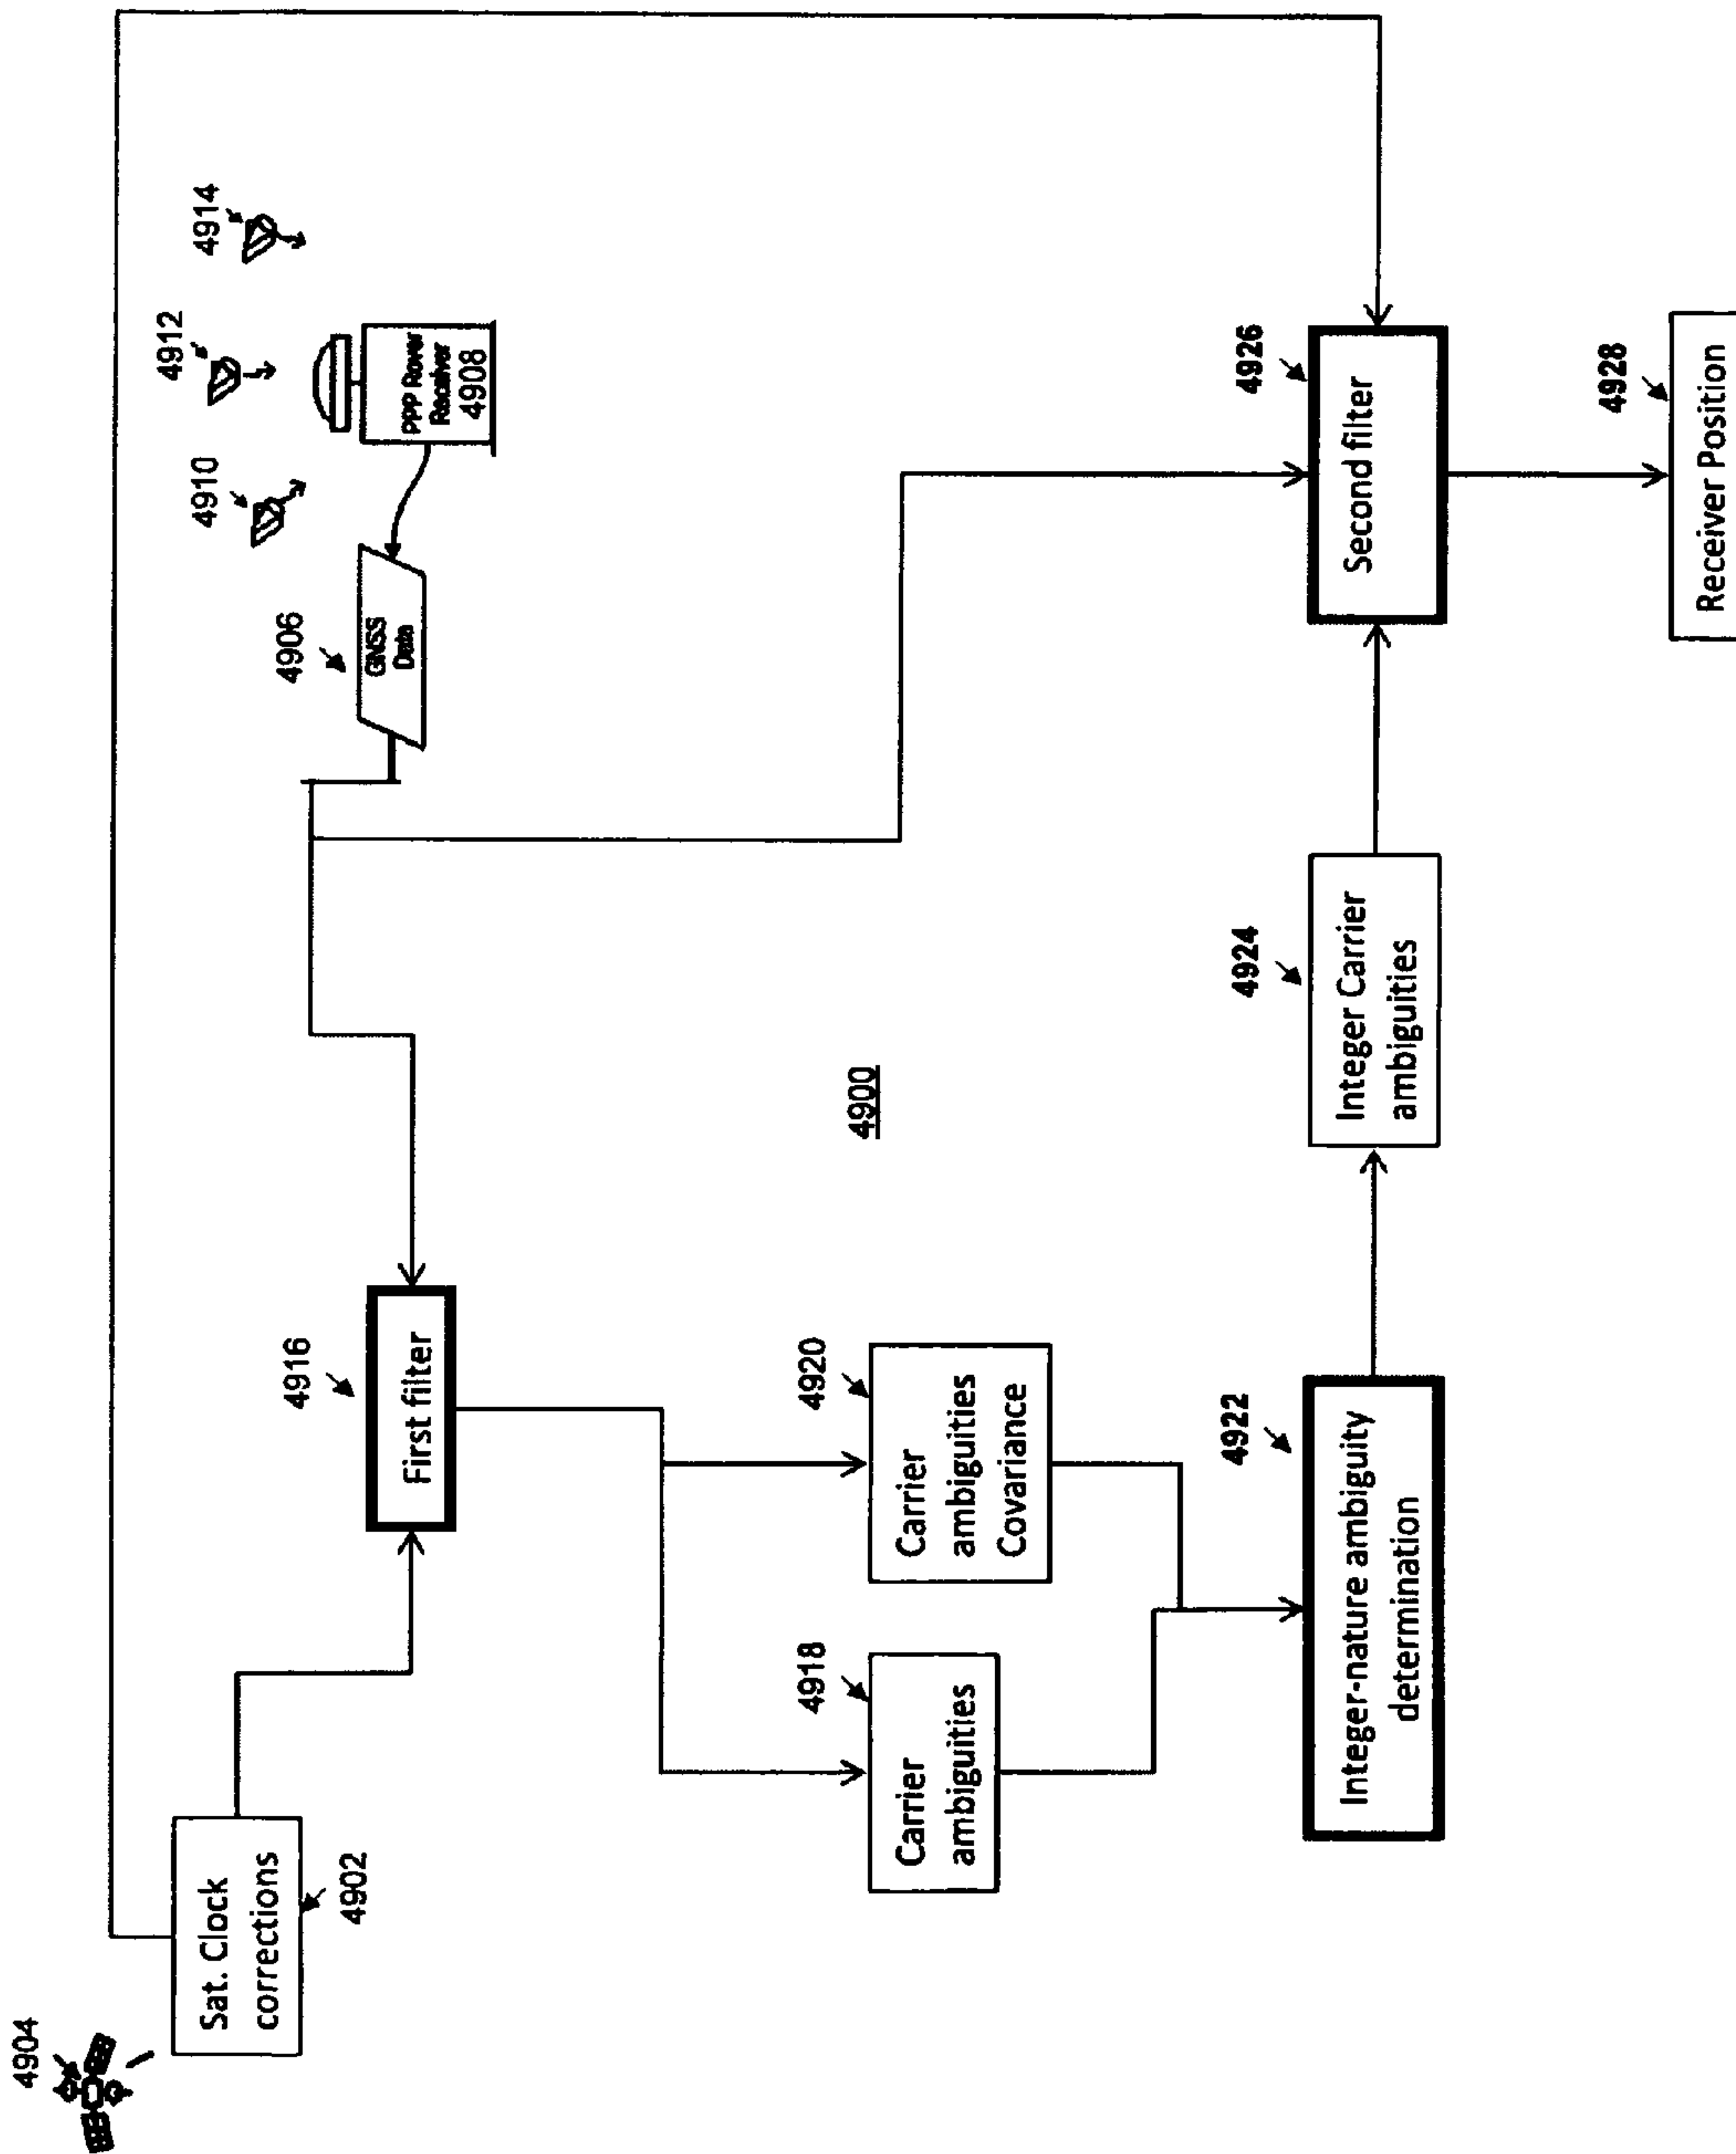 4904
Sat. Clock
corrections
4902
4916
First filter
4906
GNSS
Data
4910
4912
4914
PPP Rover
Receiver
4908
4918
Carrier
ambiguities
4920
Carrier
ambiguities
Covariance
4900
4922
Integer-nature ambiguity
determination
4924
Integer Carrier
ambiguities
4926
Second filter
4928
Receiver Position